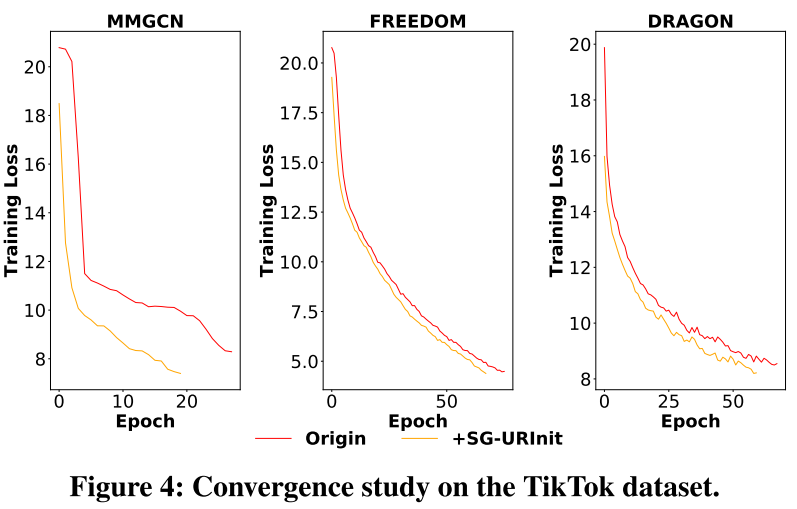 MMGCN
FREEDOM
DRAGON
Training Loss
20
18
16
14
12
10
8
0
10
20
Epoch
Training Loss
20.0
17.5
15.0
12.5
10.0
7.5
5.0
0
50
Epoch
Training Loss
20
18
16
14
12
10
8
0
25
50
Epoch
Origin
+SG-URInit
Figure 4: Convergence study on the TikTok dataset.